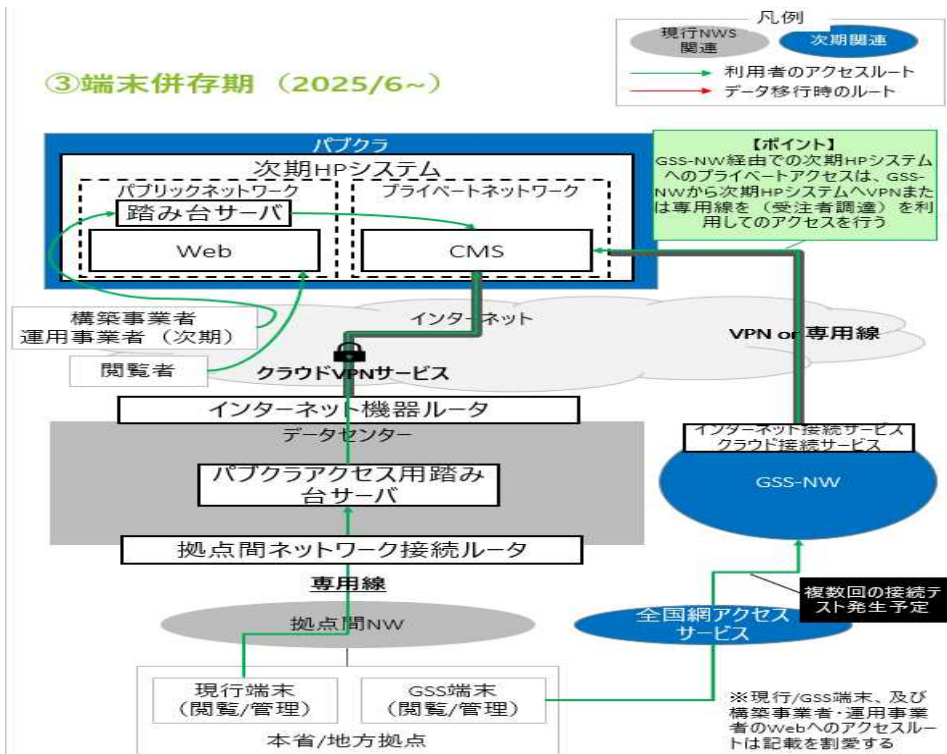 凡例
現行NWS
関連
次期関連
利用者のアクセスルート
データ移行時のルート
③端末併存期（2025/6~）
パブクラ
次期HPシステム
パブリックネットワーク
踏み台サーバ
Web
プライベートネットワーク
CMS
【ポイント】
GSS-NW経由での次期HPシステム
へのプライベートアクセスは、GSS-
NWから次期HPシステムへVPNまた
は専用線を（受注者調達）を利
用してのアクセスを行う
構築事業者
運用事業者（次期）
閲覧者
インターネット
クラウドVPNサービス
VPN or 専用線
インターネット機器ルータ
データセンター
パブクラアクセス用踏み
台サーバ
拠点間ネットワーク接続ルータ
専用線
拠点間NW
インターネット接続サービス
クラウド接続サービス
GSS-NW
複数回の接続テ
スト発生予定
全国網アクセス
サービス
現行端末
(閲覧/管理)
GSS端末
(閲覧/管理)
本省/地方拠点
※現行/GSS端末、及び
構築事業者・運用事業
者のWebへのアクセスルー
トは記載を割愛する